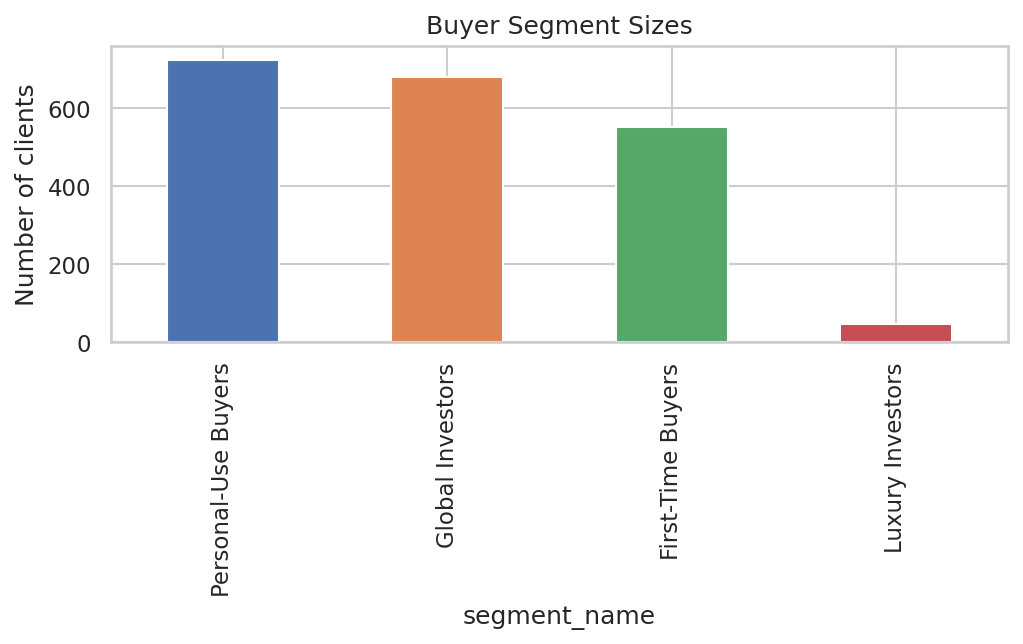 Buyer Segment Sizes
Number of clients
600
400
200
0
Personal-Use Buyers
Global Investors
First-Time Buyers
Luxury Investors
segment_name